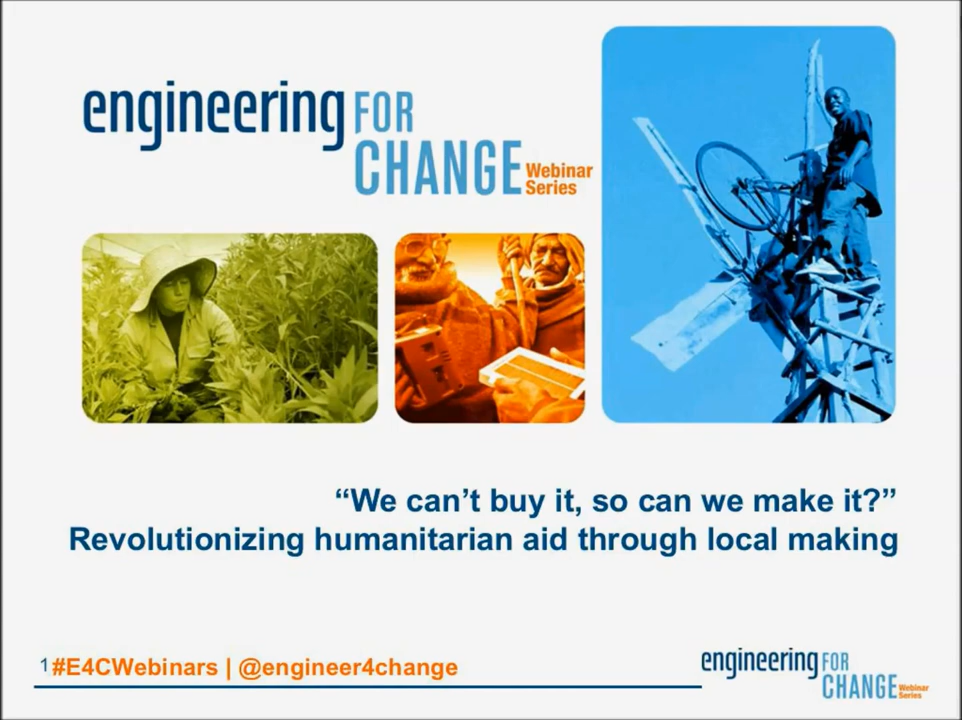 engineering FOR
CHANGE Webinar
Series
“We can’t buy it, so can we make it?”
Revolutionizing humanitarian aid through local making
1 #E4CWebinars | @engineer4change
engineering FOR
CHANGE Webinar
Series